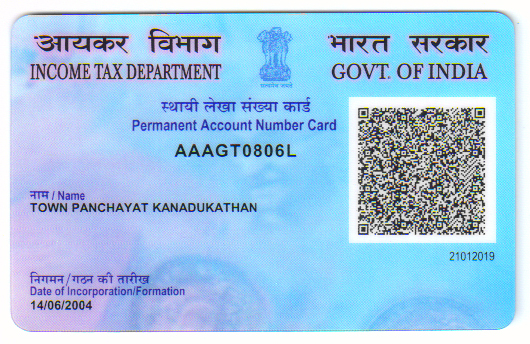 आयकर विभाग
INCOME TAX DEPARTMENT
भारत सरकार
GOVT. OF INDIA
सत्यमेव जयते
स्थायी लेखा संख्या कार्ड
Permanent Account Number Card
AAAGT0806L
नाम / Name
TOWN PANCHAYAT KANADUKATHAN
21012019
निगमन/गठन की तारीख
Date of Incorporation/Formation
14/06/2004